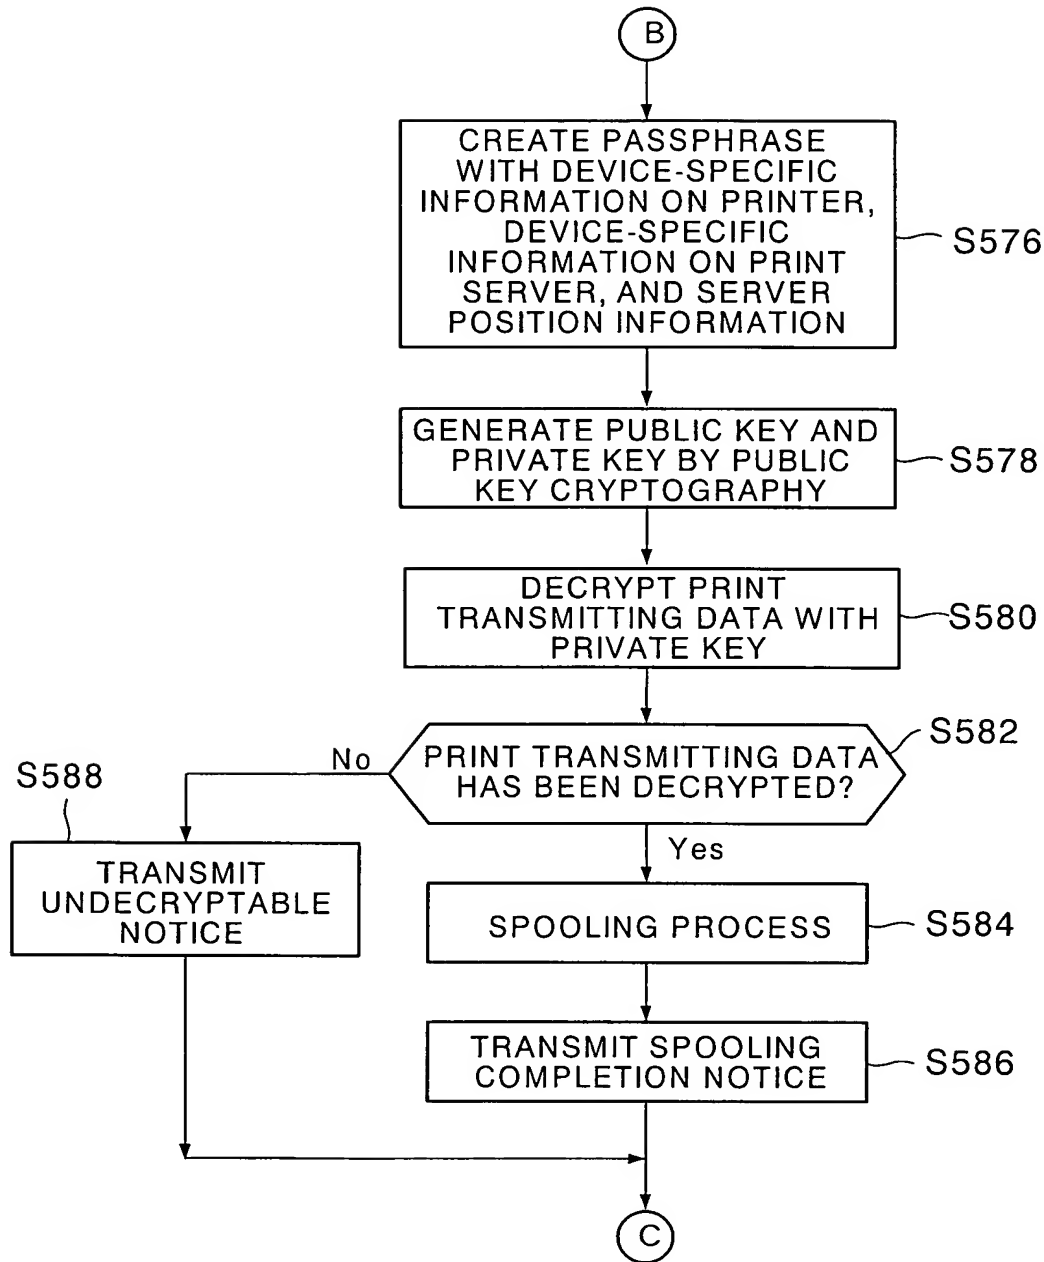 B
CREATE PASSPHRASE
WITH DEVICE-SPECIFIC
INFORMATION ON PRINTER,
DEVICE-SPECIFIC
INFORMATION ON PRINT
SERVER, AND SERVER
POSITION INFORMATION
S576
GENERATE PUBLIC KEY AND
PRIVATE KEY BY PUBLIC
KEY CRYPTOGRAPHY
S578
DECRYPT PRINT
TRANSMITTING DATA WITH
PRIVATE KEY
S580
PRINT TRANSMITTING DATA
HAS BEEN DECRYPTED?
S582
No
Yes
S588
TRANSMIT
UNDECRYPTABLE
NOTICE
SPOOLING PROCESS
S584
TRANSMIT SPOOLING
COMPLETION NOTICE
S586
C